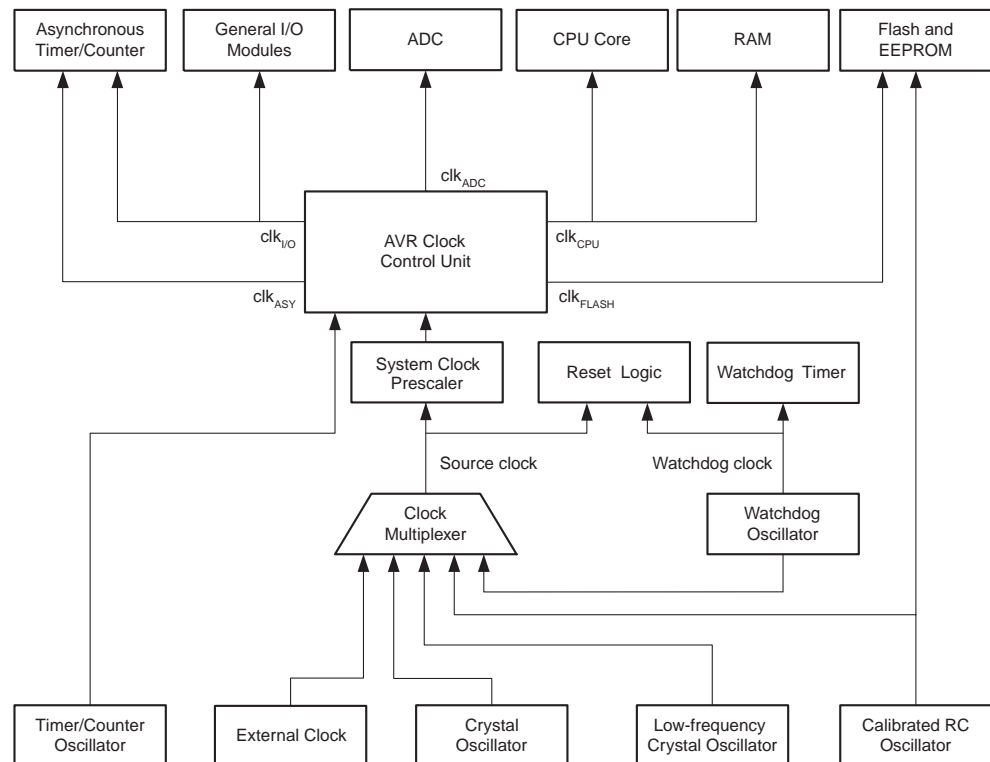 Asynchronous
Timer/Counter
General I/O
Modules
ADC
CPU Core
RAM
Flash and
EEPROM
clkADC
clkI/O
AVR Clock
Control Unit
clkCPU
clkASY
clkFLASH
System Clock
Prescaler
Reset Logic
Watchdog Timer
Source clock
Watchdog clock
Clock
Multiplexer
Watchdog
Oscillator
Timer/Counter
Oscillator
External Clock
Crystal
Oscillator
Low-frequency
Crystal Oscillator
Calibrated RC
Oscillator